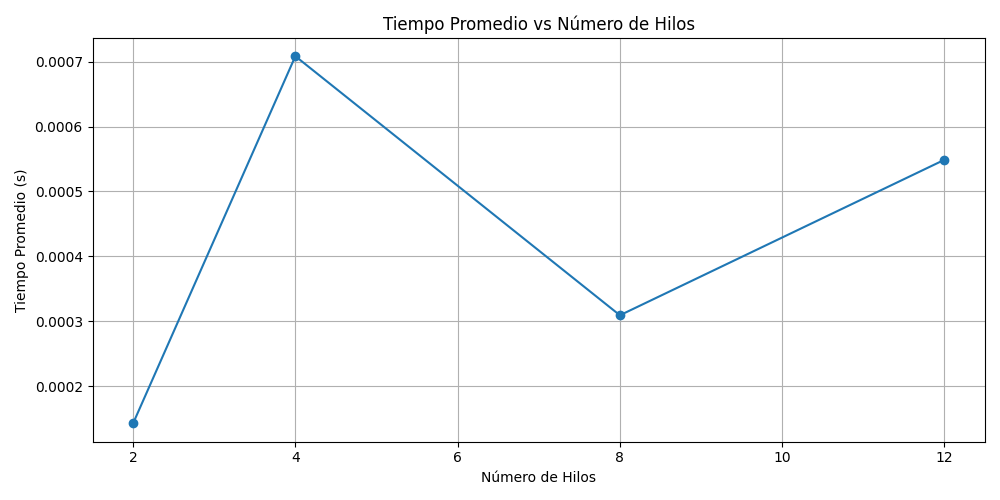 Tiempo Promedio vs Número de Hilos
0.0007
0.0006
0.0005
0.0004
0.0003
0.0002
Tiempo Promedio (s)
2 4 6 8 10 12
Número de Hilos